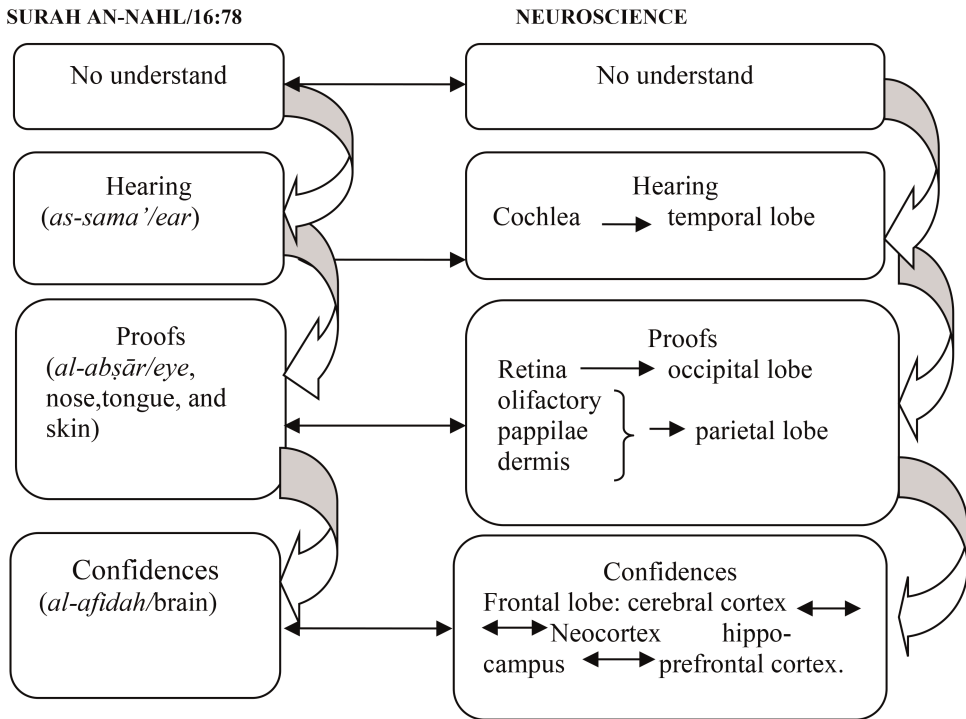 SURAH AN-NAHL/16:78
NEUROSCIENCE
No understand
No understand
Hearing
(as-sama’/ear)
Hearing
Cochlea temporal lobe
Proofs
(al-abṣār/eye,
nose,tongue, and
skin)
Proofs
Retina occipital lobe
olfactory
pappilae parietal lobe
dermis
Confidences
(al-afidah/brain)
Confidences
Frontal lobe: cerebral cortex
Neocortex hippo-
campus prefrontal cortex.